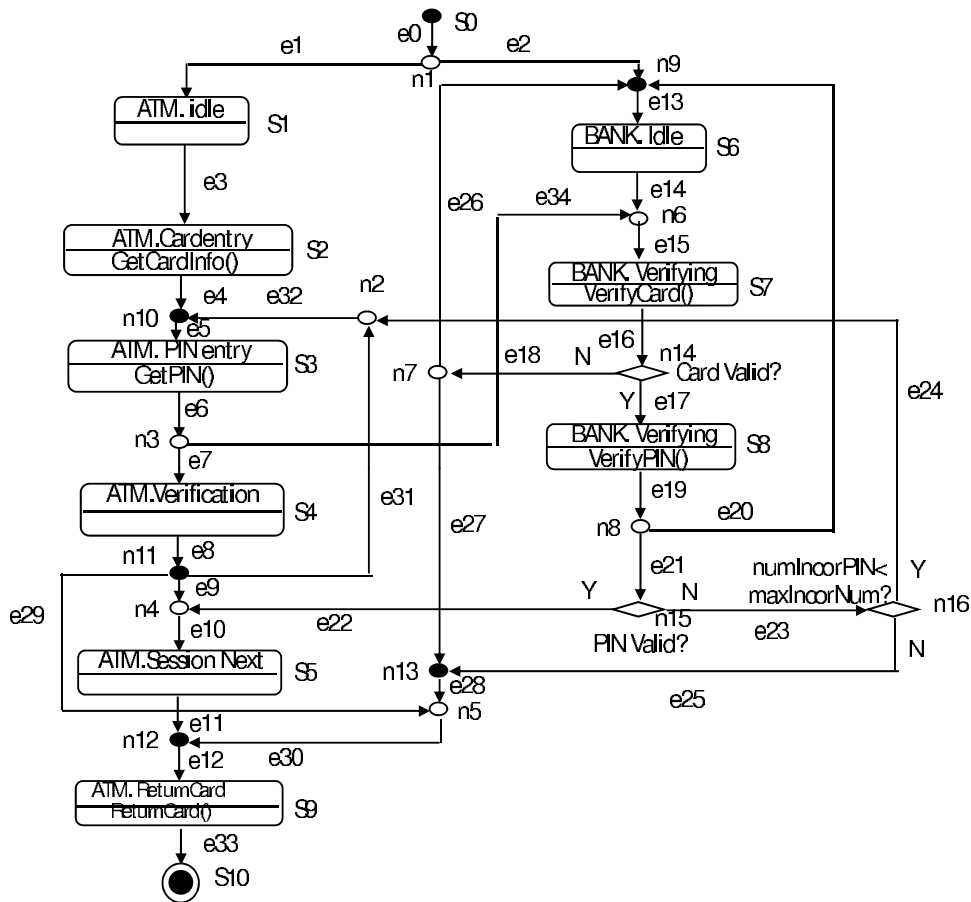 S0
e0
e1
e2
n1
n9
ATM. idle
S1
e13
BANK. Idle
S6
e3
e14
e26
e34
n6
e15
ATM.Cardentry
GetCardInfo()
S2
BANK. Verifying
VerifyCard()
S7
e4
e32
n2
n10
e5
e16
ATM. PIN entry
GetPIN()
S3
n7
e18
N
n14
Card Valid?
e24
e6
Y
e17
n3
e7
BANK. Verifying
VerifyPIN()
S8
ATM.Verification
S4
e31
e19
e27
n8
e20
n11
e8
e9
e21
numIncorPIN<
maxIncorNum?
Y
e29
n4
e22
Y
N
n15
PIN Valid?
e23
n16
e10
N
ATM.Session Next
S5
n13
e28
e25
n5
e11
n12
e12
e30
ATM. ReturnCard
ReturnCard()
S9
e33
S10